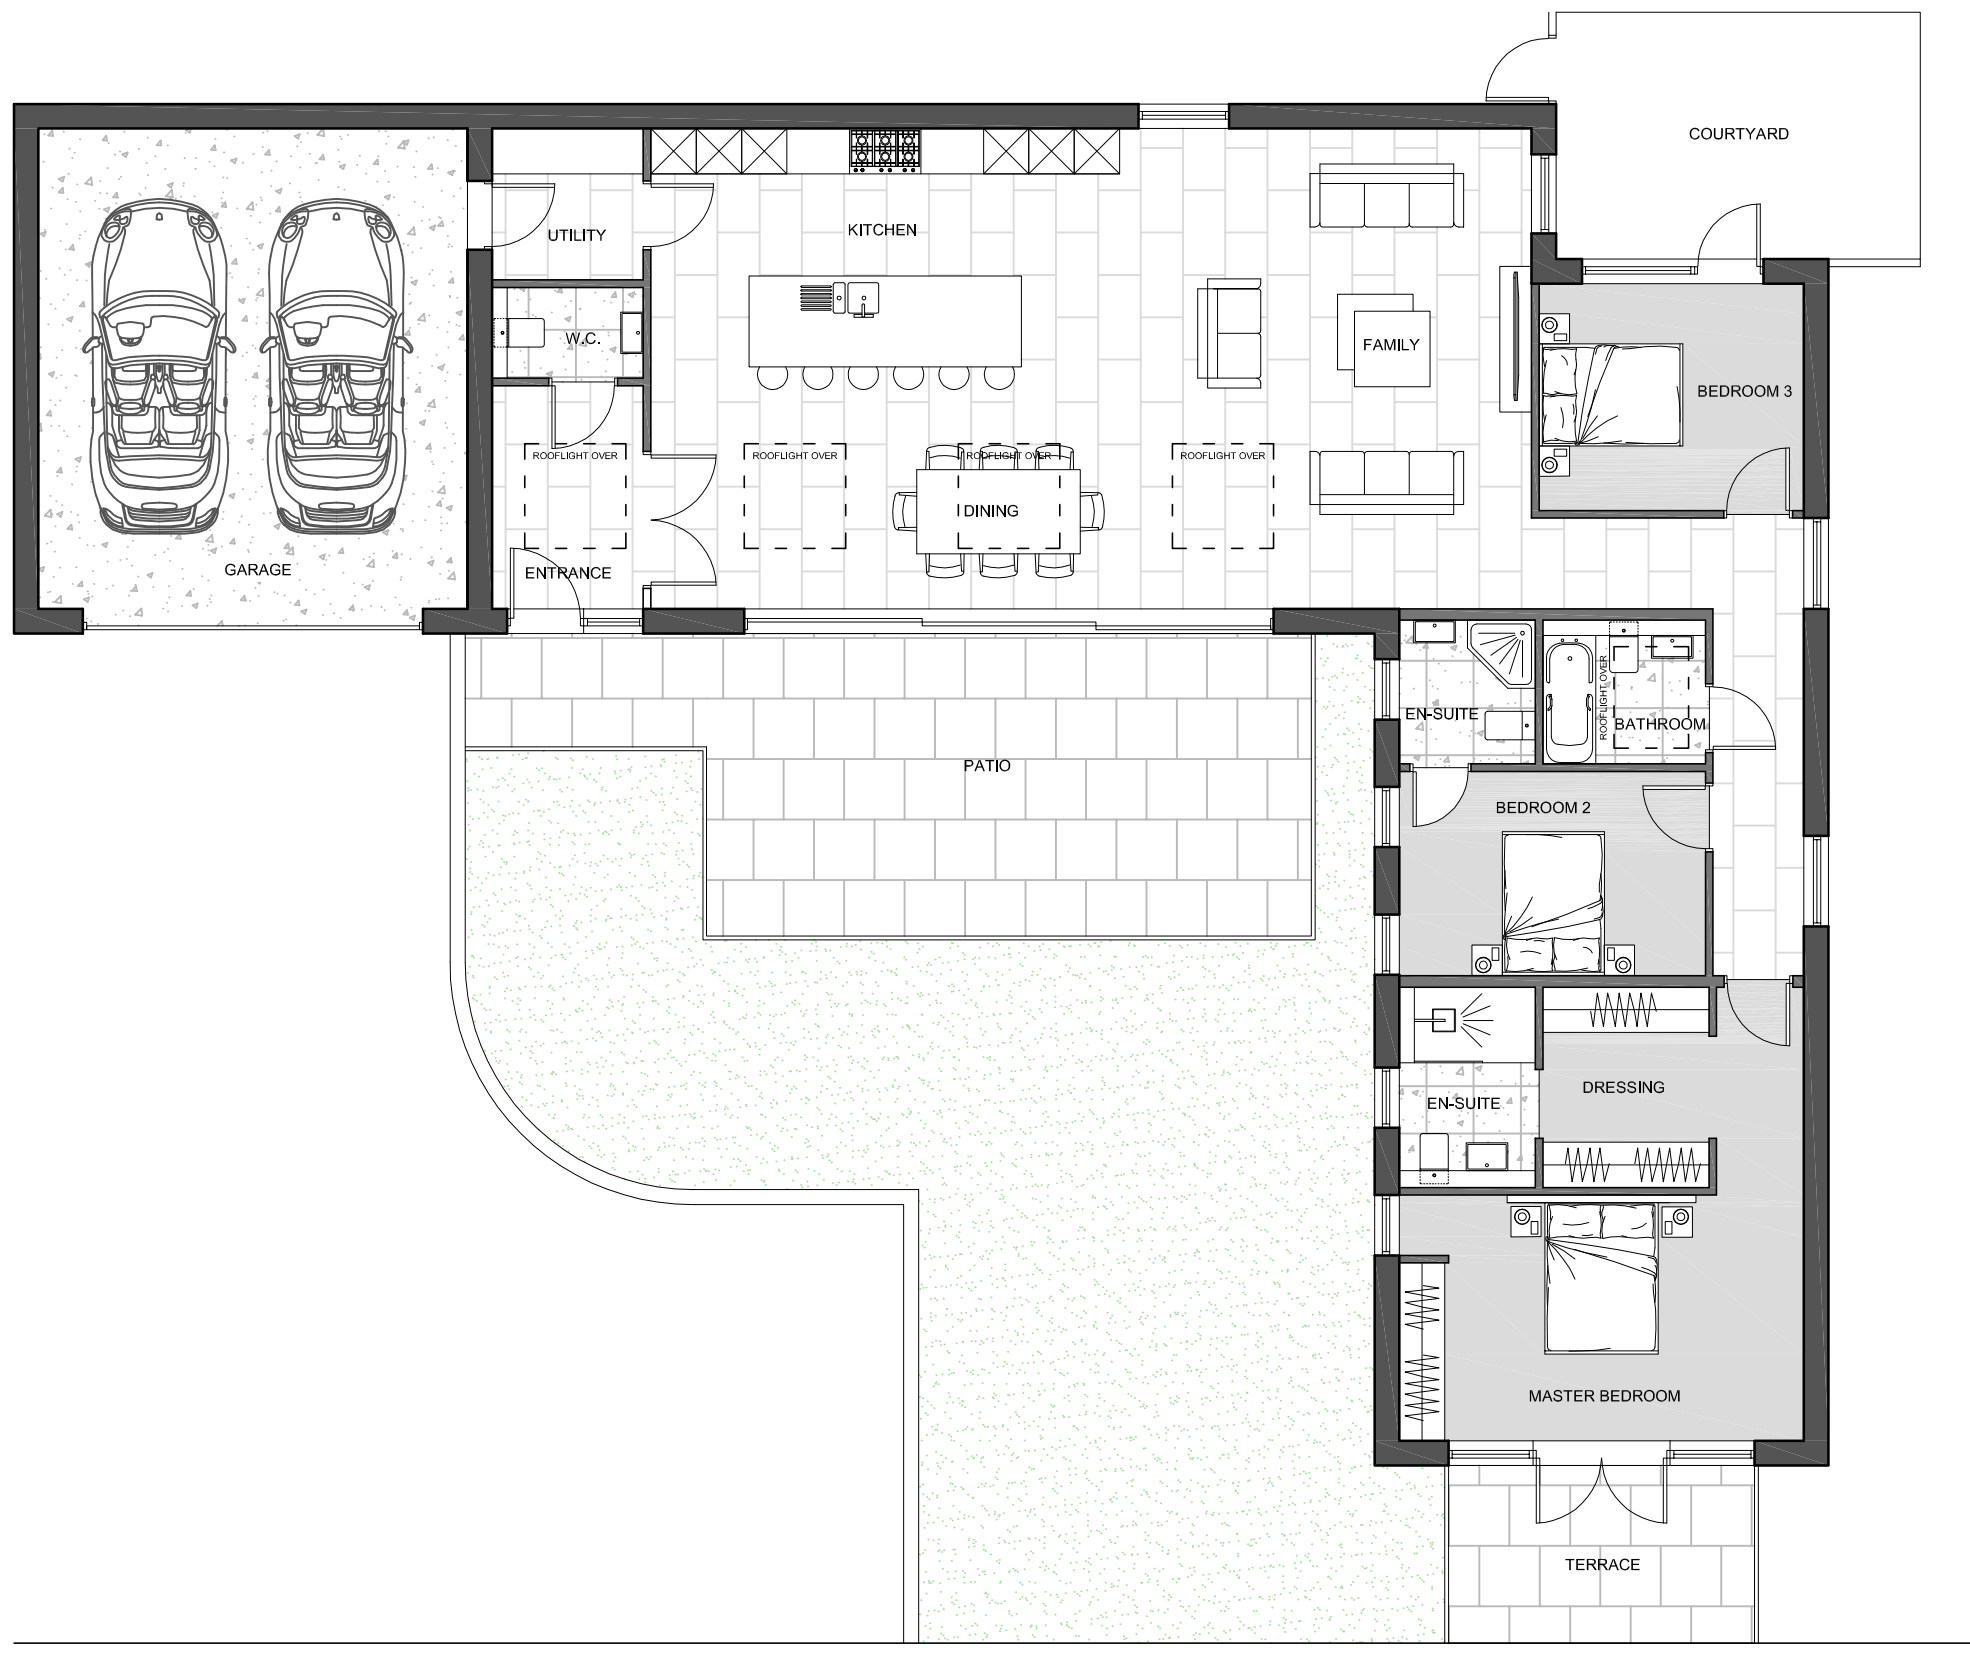 COURTYARD
UTILITY
KITCHEN
W.C.
FAMILY
BEDROOM 3
ROOFLIGHT OVER
ROOFLIGHT OVER
ROOFLIGHT OVER
ROOFLIGHT OVER
DINING
GARAGE
ENTRANCE
EN-SUITE
ROOFLIGHT OVER
BATHROOM
PATIO
BEDROOM 2
DRESSING
EN-SUITE
MASTER BEDROOM
TERRACE